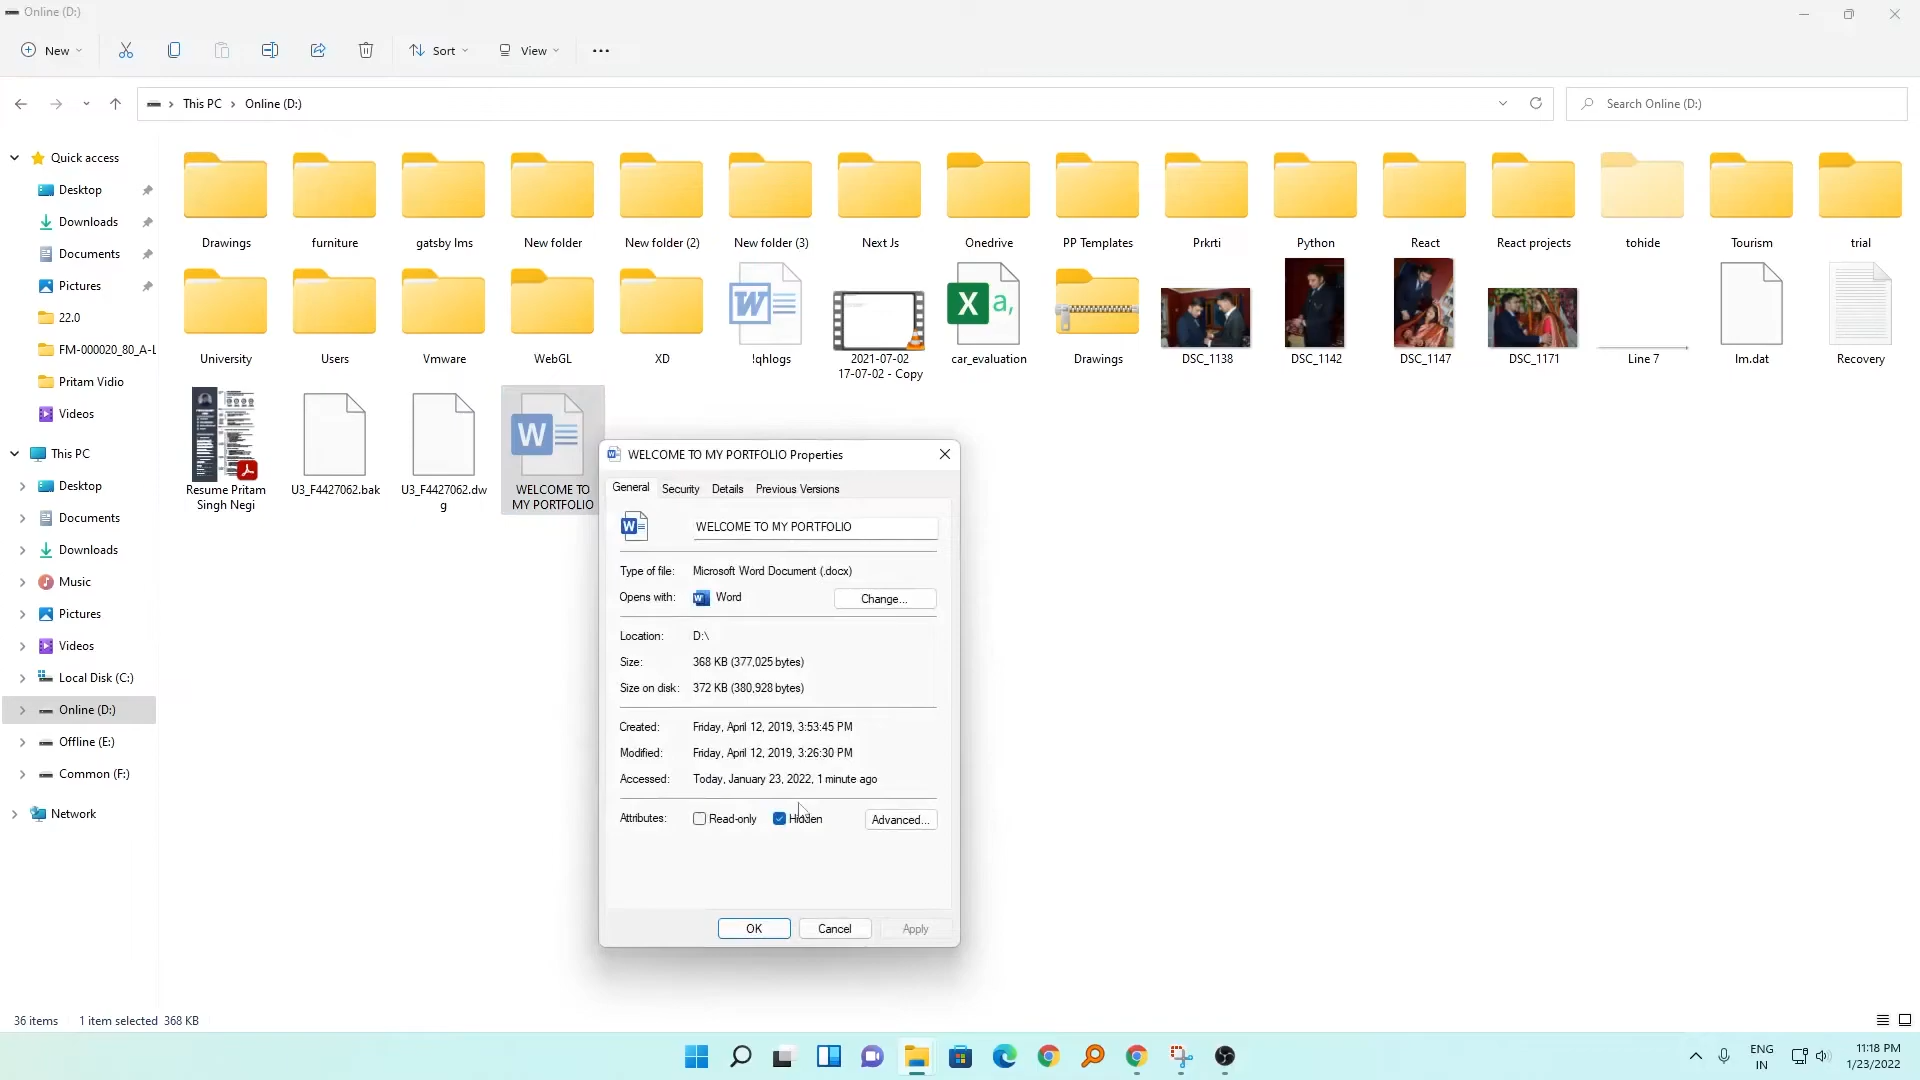 Online (D:)
New
Sort
View
This PC
Online (D:)
Search Online (D:)
Quick access
Desktop
Downloads
Documents
Pictures
22.0
FM-000020_80_A-L
Pritam Vidio
Videos
This PC
Desktop
Documents
Downloads
Music
Pictures
Videos
Local Disk (C:)
Online (D:)
Offline (E:)
Common (F:)
Network
Drawings
furniture
gatsby lms
New folder
New folder (2)
New folder (3)
Next Js
Onedrive
PP Templates
Prkrti
Python
React
React projects
tohide
Tourism
trial
University
Users
Vmware
WebGL
XD
!qhlogs
2021-07-02
17-07-02 - Copy
car_evaluation
Drawings
DSC_1138
DSC_1142
DSC_1147
DSC_1171
Line 7
lm.dat
Recovery
Resume Pritam
Singh Negi
U3_F4427062.bak
U3_F4427062.dw
g
WELCOME TO
MY PORTFOLIO
WELCOME TO MY PORTFOLIO Properties
General
Security
Details
Previous Versions
WELCOME TO MY PORTFOLIO
Type of file: Microsoft Word Document (.docx)
Opens with: Word
Change...
Location: D:\
Size: 368 KB (377,025 bytes)
Size on disk: 372 KB (380,928 bytes)
Created: Friday, April 12, 2019, 3:53:45 PM
Modified: Friday, April 12, 2019, 3:26:30 PM
Accessed: Today, January 23, 2022, 1 minute ago
Attributes: Read-only Hidden
Advanced...
OK
Cancel
Apply
36 items 1 item selected 368 KB
ENG
IN
11:18 PM
1/23/2022